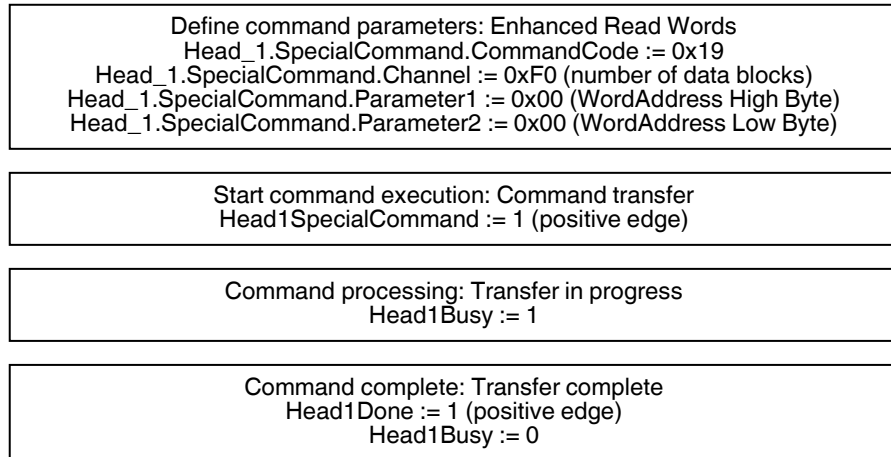 Define command parameters: Enhanced Read Words
Head_1.SpecialCommand.CommandCode := 0x19
Head_1.SpecialCommand.Channel := 0xF0 (number of data blocks)
Head_1.SpecialCommand.Parameter1 := 0x00 (WordAddress High Byte)
Head_1.SpecialCommand.Parameter2 := 0x00 (WordAddress Low Byte)
Start command execution: Command transfer
Head1SpecialCommand := 1 (positive edge)
Command processing: Transfer in progress
Head1Busy := 1
Command complete: Transfer complete
Head1Done := 1 (positive edge)
Head1Busy := 0